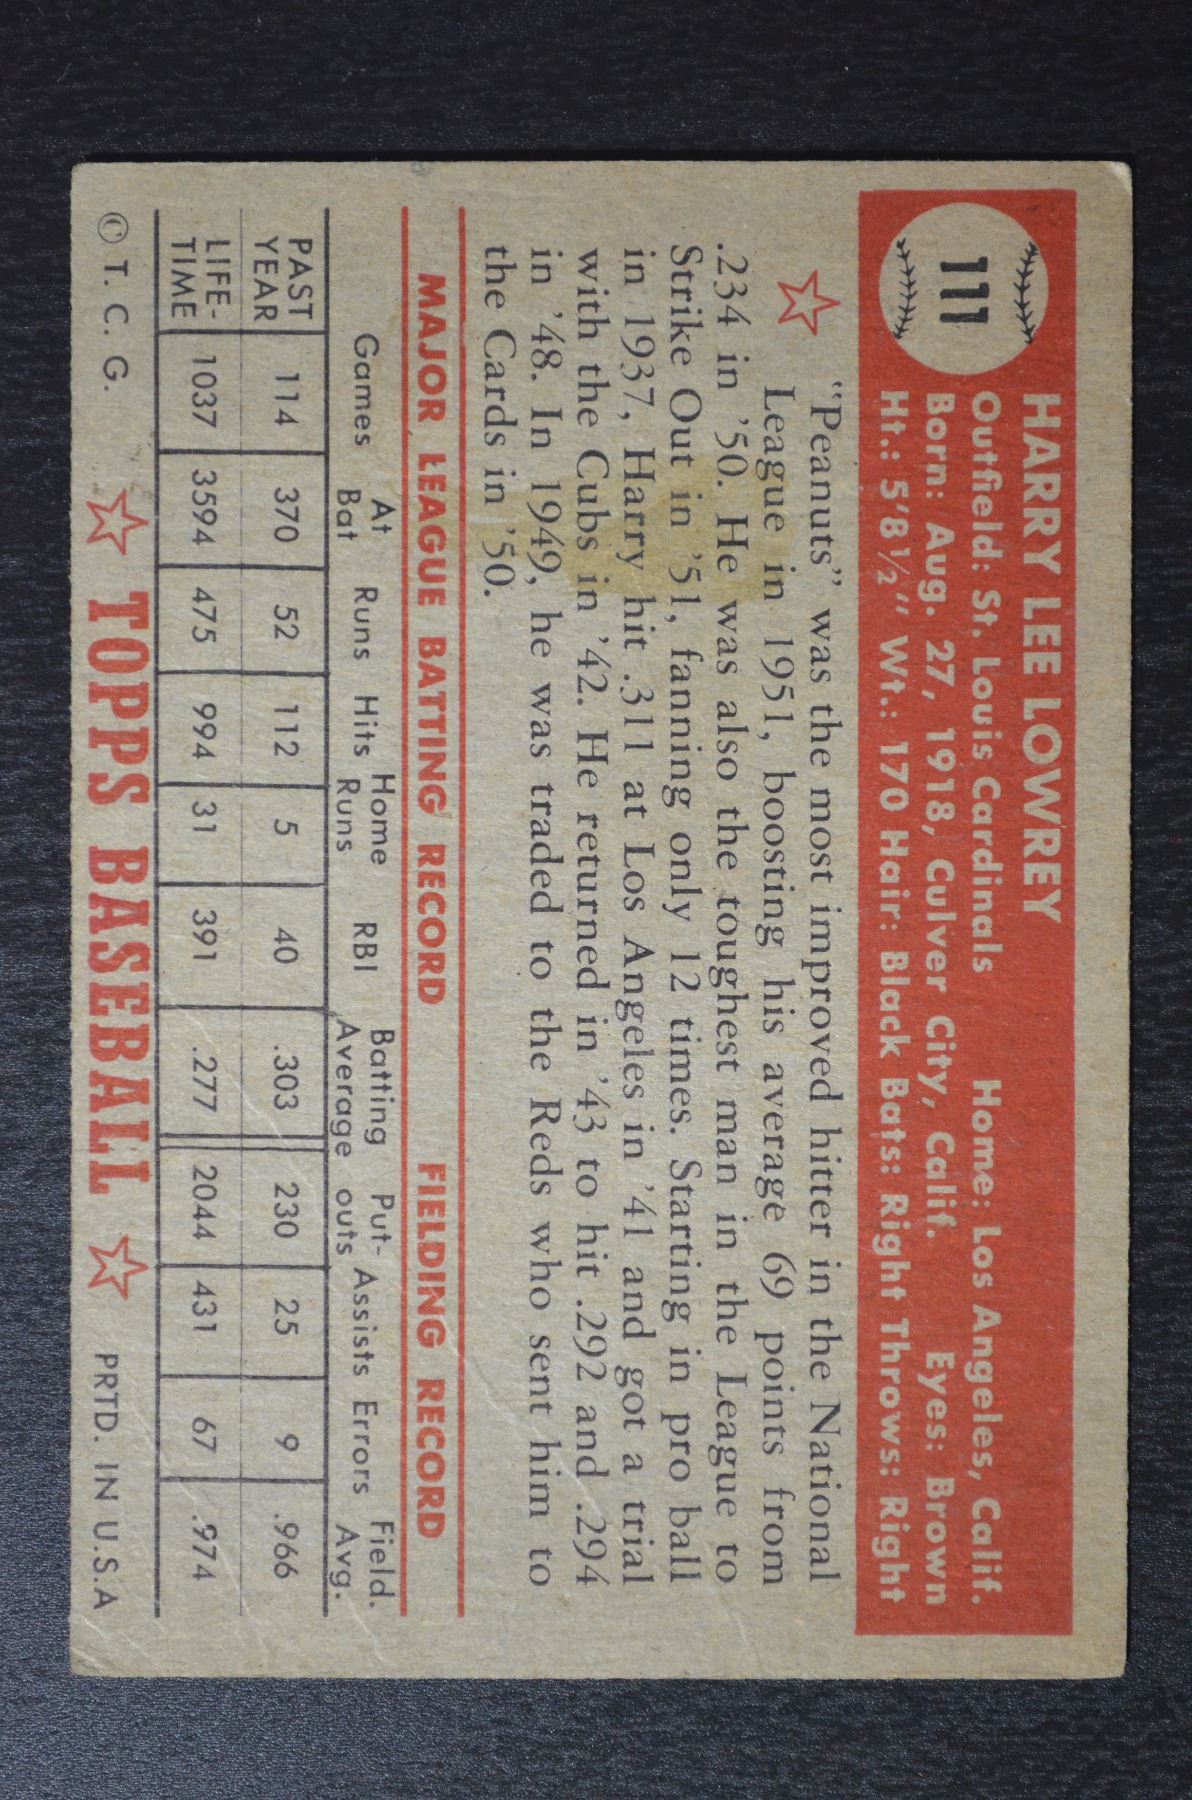 111
HARRY LEE LOWREY
Outfield: St. Louis Cardinals Home: Los Angeles, Calif.
Born: Aug. 27, 1918, Culver City, Calif. Eyes: Brown
Ht.: 5'8½" Wt.: 170 Hair: Black Bats: Right Throws: Right
"Peanuts" was the most improved hitter in the National
League in 1951, boosting his average 69 points from
.234 in '50. He was also the toughest man in the League to
Strike Out in '51, fanning only 12 times. Starting in pro ball
in 1937, Harry hit .311 at Los Angeles in '41 and got a trial
with the Cubs in '42. He returned in '43 to hit .292 and .294
in '48. In 1949, he was traded to the Reds who sent him to
the Cards in '50.
MAJOR LEAGUE BATTING RECORD FIELDING RECORD
Games At Bat Runs Hits Home Runs RBI Batting Average Put-outs Assists Errors Field. Avg.
PAST YEAR 114 370 52 112 5 40 .303 230 25 9 .966
LIFE-TIME 1037 3594 475 994 31 391 .277 2044 431 67 .974
© T. C. G. TOPPS BASEBALL PRTD. IN U.S.A